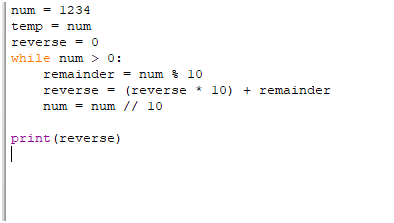 num = 1234
temp = num
reverse = 0
while num > 0:
    remainder = num % 10
    reverse = (reverse * 10) + remainder
    num = num // 10
print(reverse)